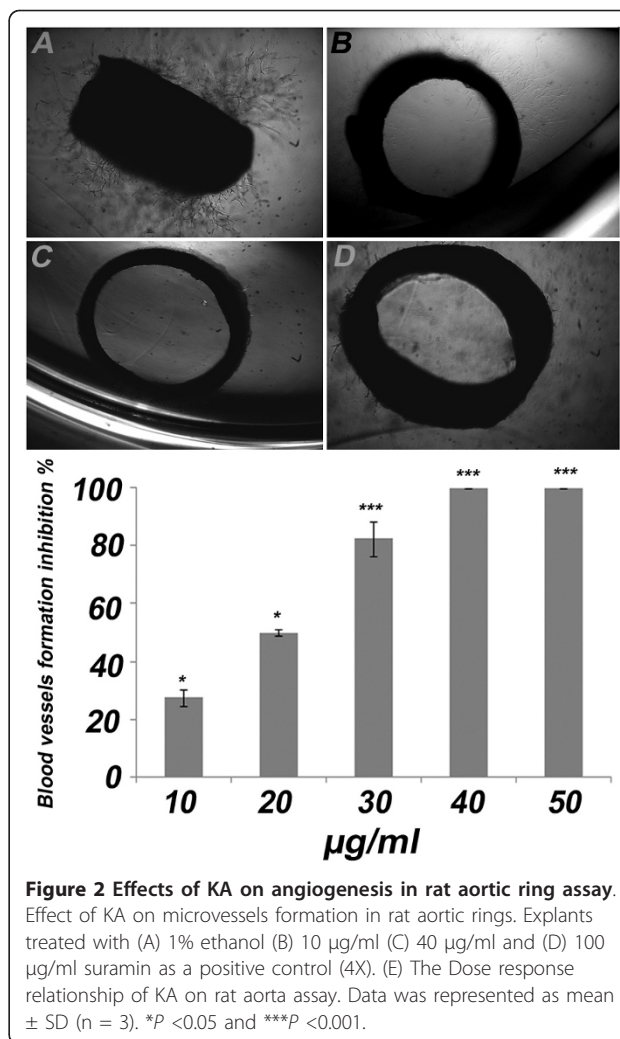 A
B
C
D
Blood vessels formation inhibition %
100
80
60
40
20
0
*
*
***
***
***
10 20 30 40 50
µg/ml
Figure 2 Effects of KA on angiogenesis in rat aortic ring assay.
Effect of KA on microvessels formation in rat aortic rings. Explants
treated with (A) 1% ethanol (B) 10 µg/ml (C) 40 µg/ml and (D) 100
µg/ml suramin as a positive control (4X). (E) The Dose response
relationship of KA on rat aorta assay. Data was represented as mean
± SD (n = 3). *P <0.05 and ***P <0.001.